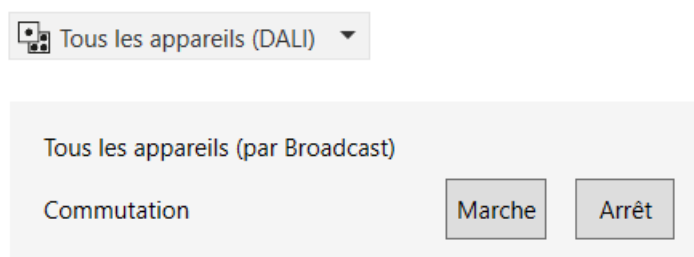 Tous les appareils (DALI)
Tous les appareils (par Broadcast)
Commutation Marche Arrêt